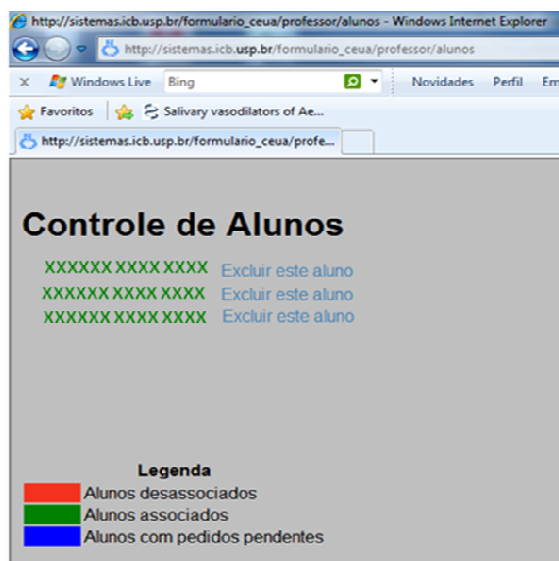 http://sistemas.icb.usp.br/formulario_ceua/professor/alunos - Windows Internet Explorer
http://sistemas.icb.usp.br/formulario_ceua/professor/alunos
x Windows Live Bing Novidades Perfil Em
Favoritos Salivary vasodilators of Ae...
http://sistemas.icb.usp.br/formulario_ceua/profe...
Controle de Alunos
XXXXXX XXXX XXXX Excluir este aluno
XXXXXX XXXX XXXX Excluir este aluno
XXXXXX XXXX XXXX Excluir este aluno
Legenda
Alunos desassociados
Alunos associados
Alunos com pedidos pendentes